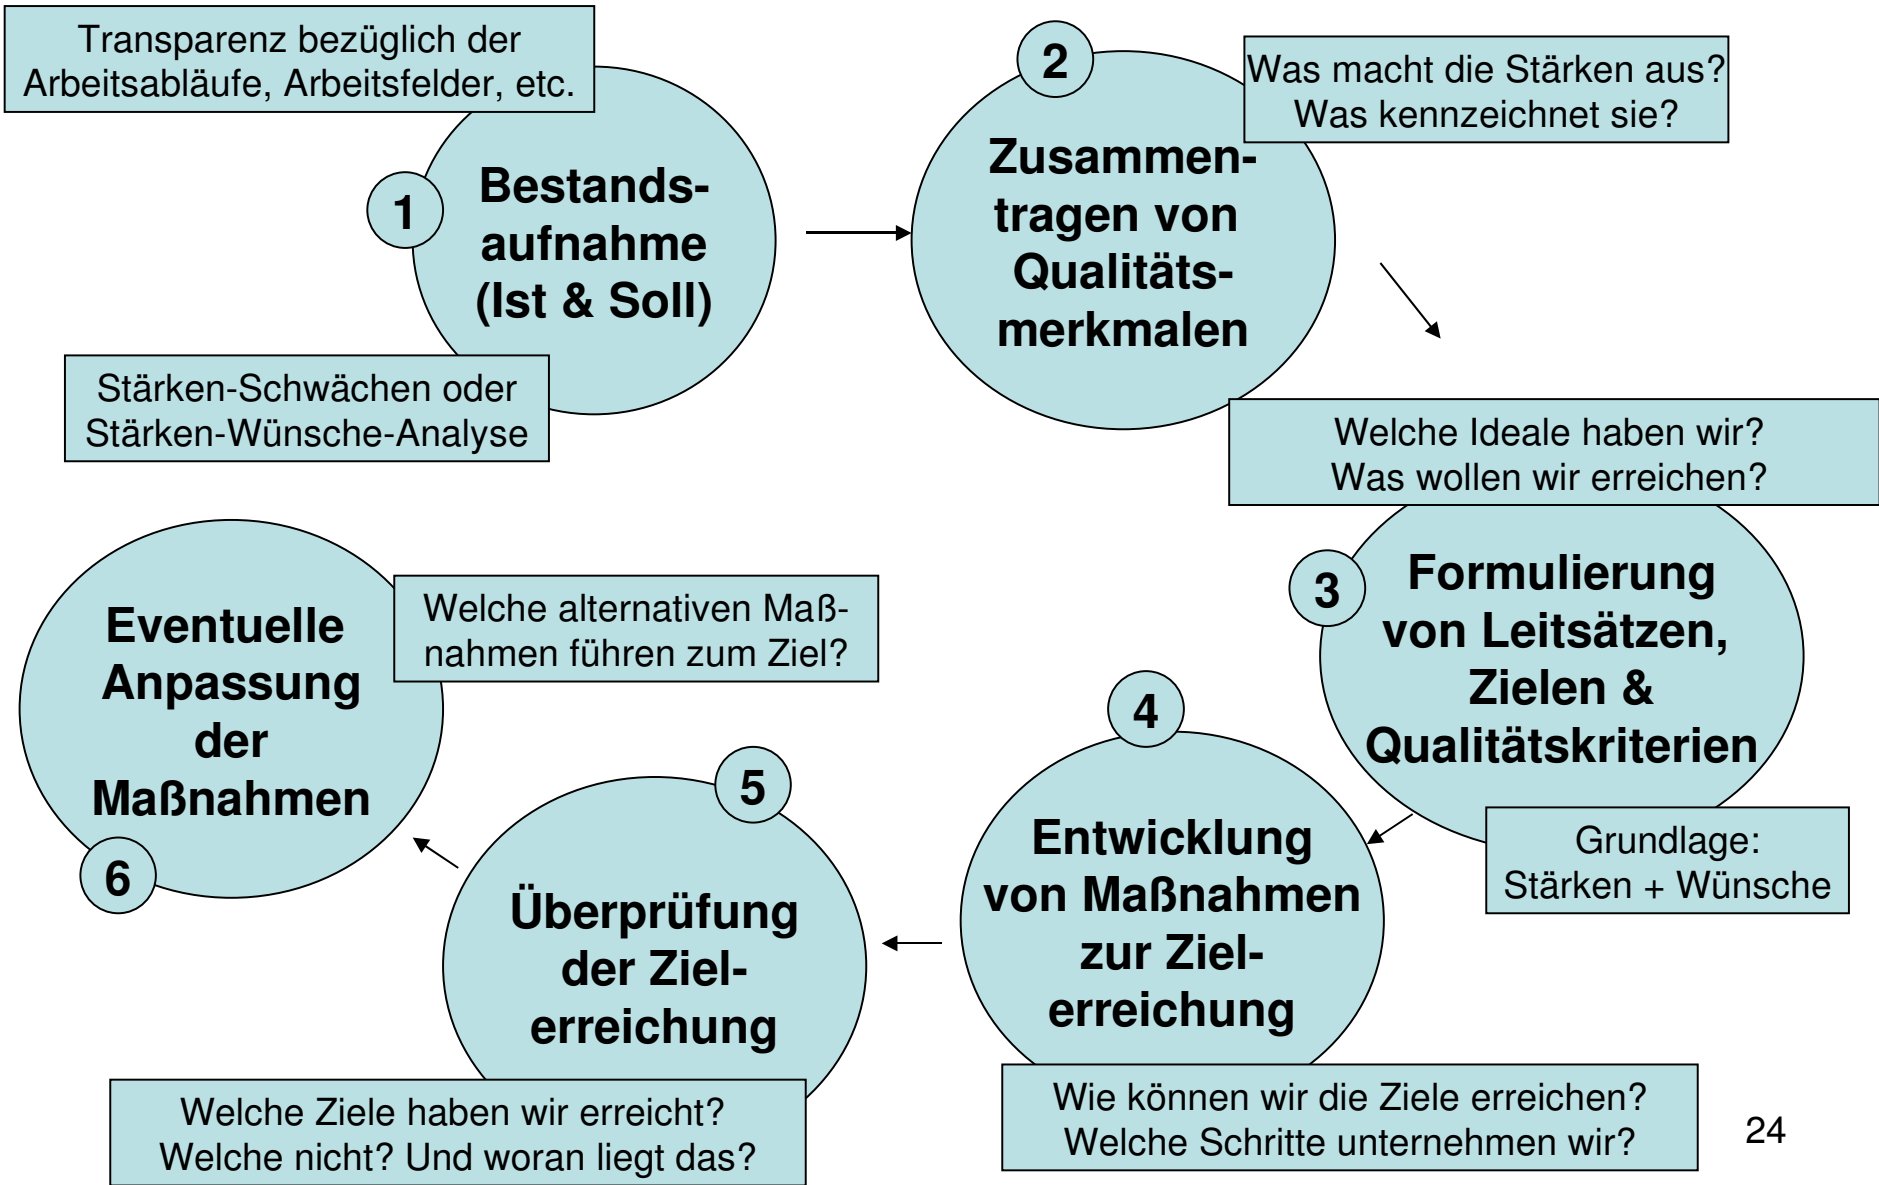 Transparenz bezüglich der
Arbeitsabläufe, Arbeitsfelder, etc.
1
Bestands-
aufnahme
(Ist & Soll)
Stärken-Schwächen oder
Stärken-Wünsche-Analyse
2
Was macht die Stärken aus?
Was kennzeichnet sie?
Zusammen-
tragen von
Qualitäts-
merkmalen
Welche Ideale haben wir?
Was wollen wir erreichen?
3
Formulierung
von Leitsätzen,
Zielen &
Qualitätskriterien
Grundlage:
Stärken + Wünsche
4
Entwicklung
von Maßnahmen
zur Ziel-
erreichung
Wie können wir die Ziele erreichen?
Welche Schritte unternehmen wir?
5
Überprüfung
der Ziel-
erreichung
Welche Ziele haben wir erreicht?
Welche nicht? Und woran liegt das?
Eventuelle
Anpassung
der
Maßnahmen
6
Welche alternativen Maß-
nahmen führen zum Ziel?
24